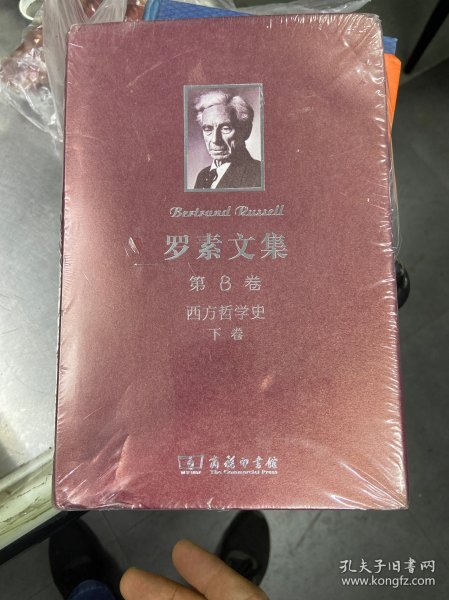 Bertrand Russell
罗素文集
第8卷
西方哲学史
下卷
商务印书馆
The Commercial Press
孔夫子旧书网
www.kongfz.com